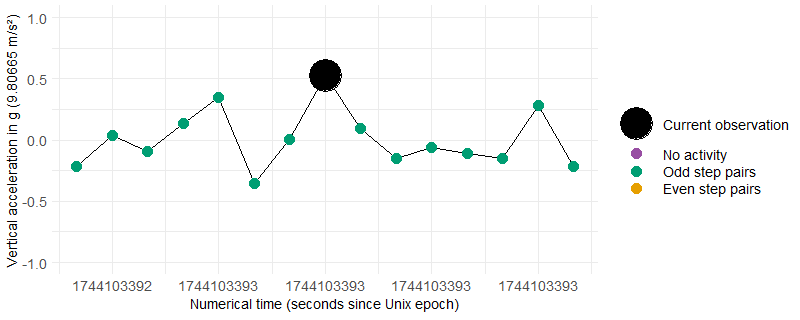 Vertical acceleration in g (9.80665 m/s²)
1.0
0.5
0.0
-0.5
-1.0
1744103392 1744103393 1744103393 1744103393 1744103393
Numerical time (seconds since Unix epoch)
Current observation
No activity
Odd step pairs
Even step pairs